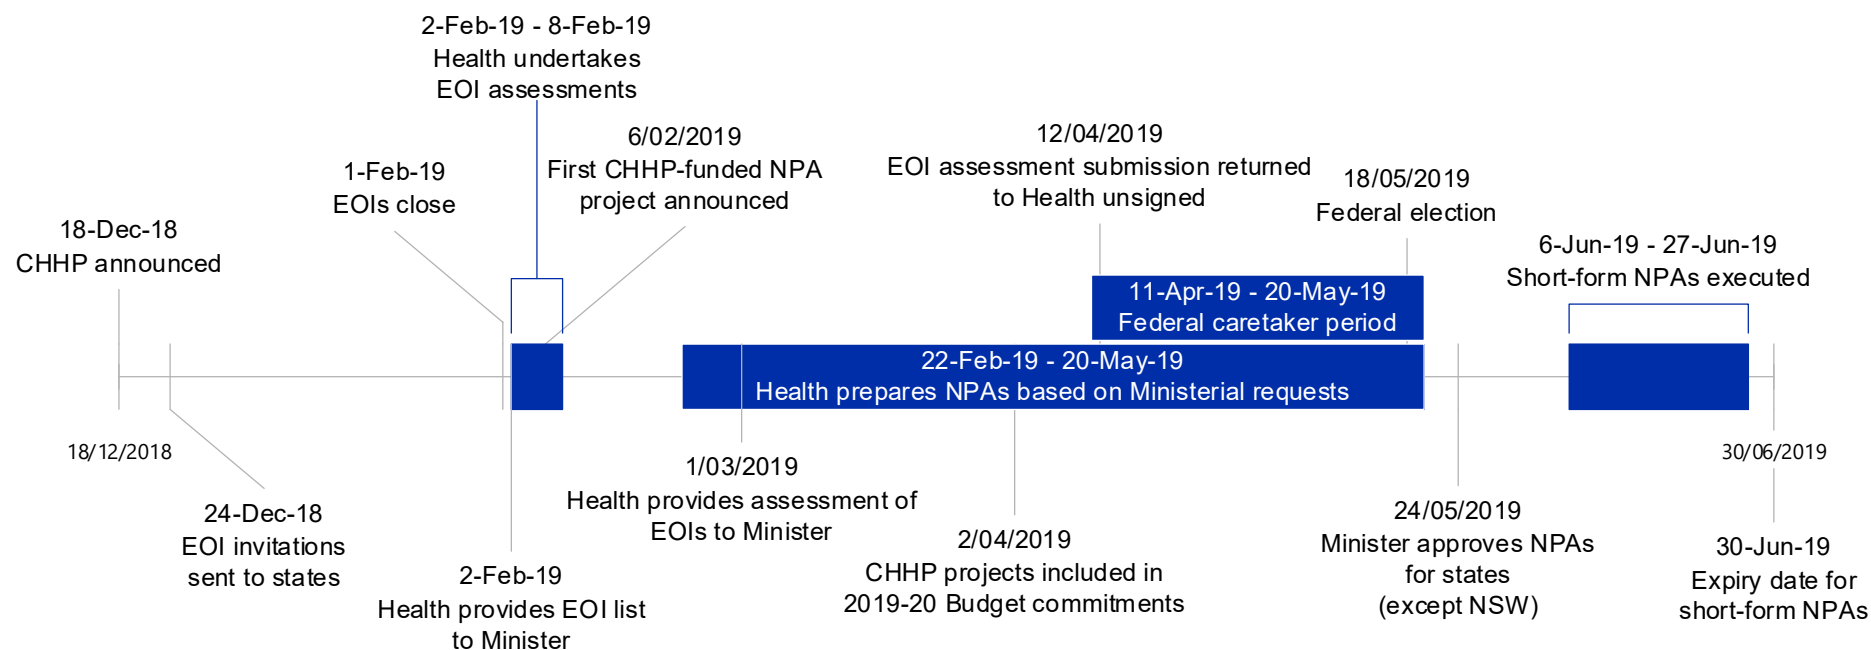 2-Feb-19 - 8-Feb-19
Health undertakes
EOI assessments
6/02/2019
First CHHP-funded NPA
project announced
1-Feb-19
EOIs close
18-Dec-18
CHHP announced
12/04/2019
EOI assessment submission returned
to Health unsigned
18/05/2019
Federal election
6-Jun-19 - 27-Jun-19
Short-form NPAs executed
11-Apr-19 - 20-May-19
Federal caretaker period
22-Feb-19 - 20-May-19
Health prepares NPAs based on Ministerial requests
18/12/2018
30/06/2019
24-Dec-18
EOI invitations
sent to states
2-Feb-19
Health provides EOI list
to Minister
1/03/2019
Health provides assessment of
EOIs to Minister
2/04/2019
CHHP projects included in
2019-20 Budget commitments
24/05/2019
Minister approves NPAs
for states
(except NSW)
30-Jun-19
Expiry date for
short-form NPAs